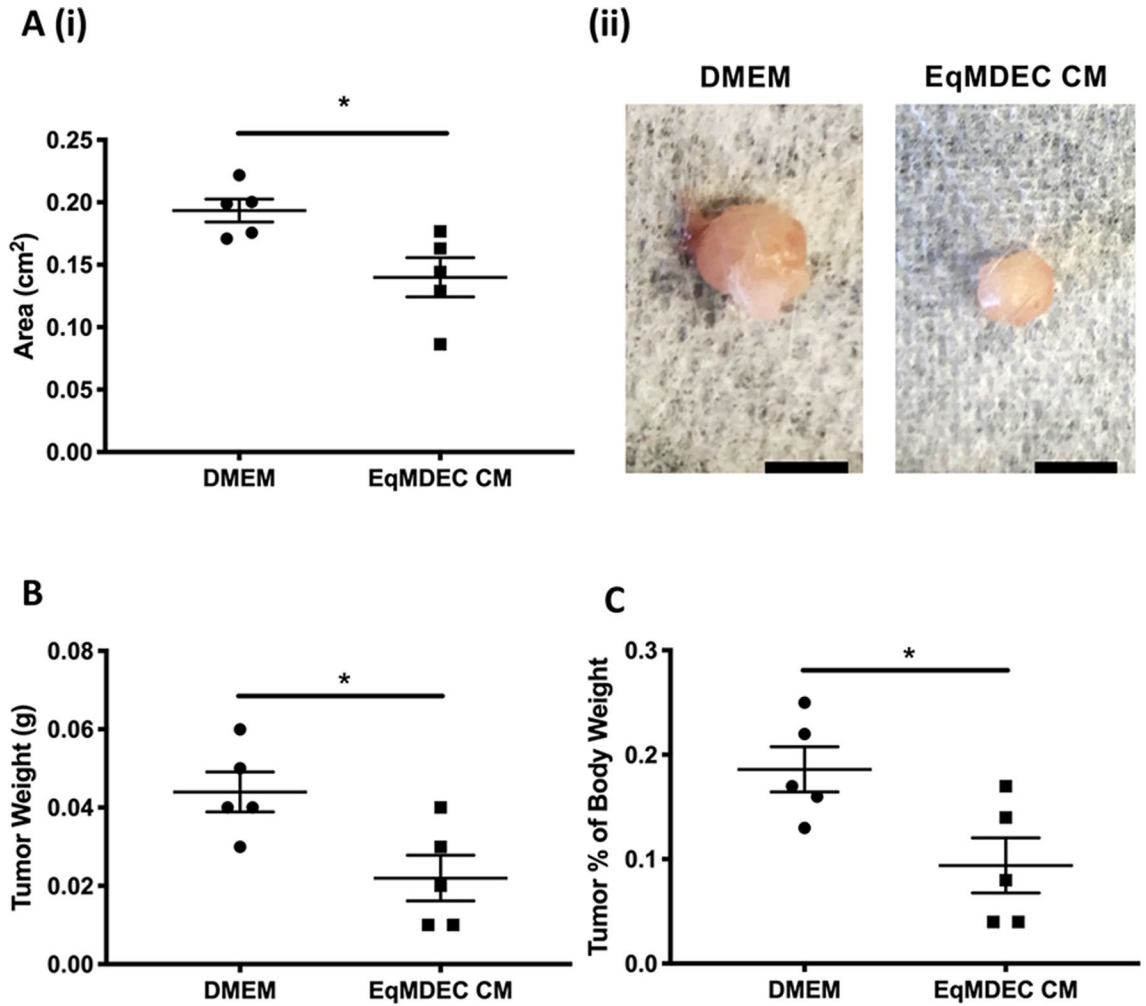 A (i)
*
0.25
0.20
0.15
0.10
0.05
0.00
Area (cm²)
DMEM
EqMDEC CM
(ii)
DMEM
EqMDEC CM
B
*
0.08
0.06
0.04
0.02
0.00
Tumor Weight (g)
DMEM
EqMDEC CM
C
*
0.3
0.2
0.1
0.0
Tumor % of Body Weight
DMEM
EqMDEC CM